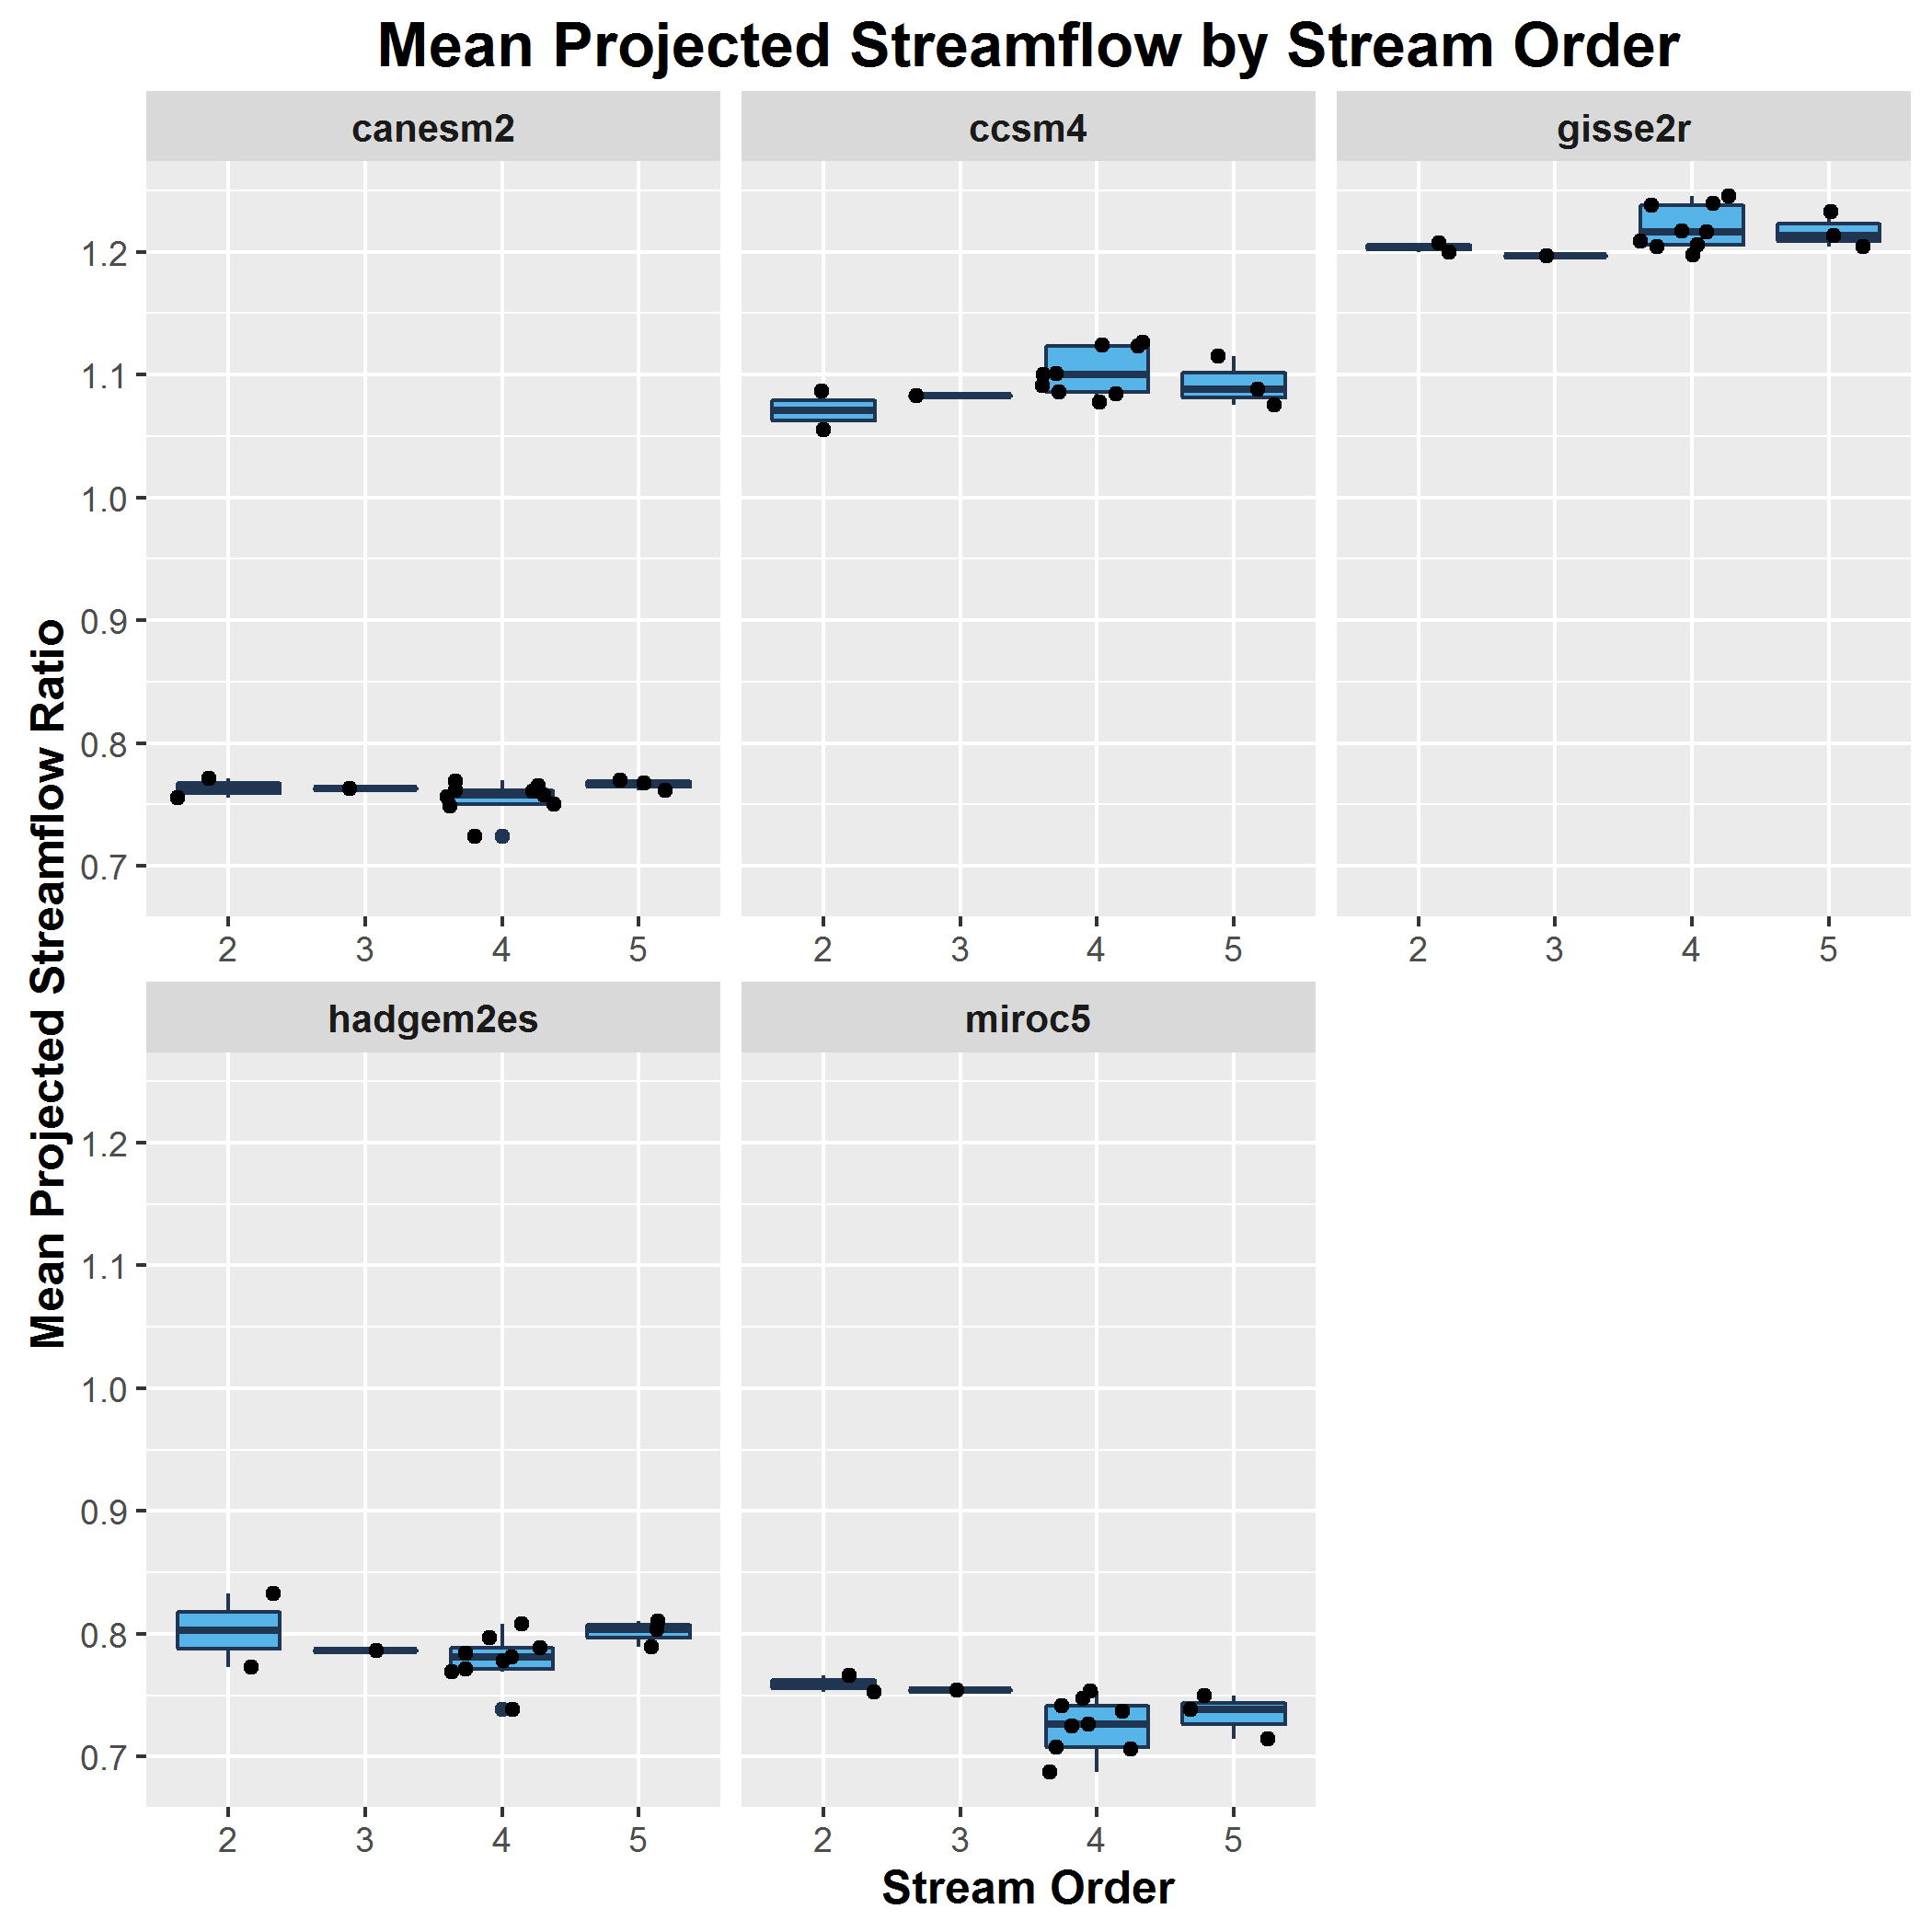 Mean Projected Streamflow by Stream Order
canesm2
ccsm4
gisse2r
Mean Projected Streamflow Ratio
1.2
1.1
1.0
0.9
0.8
0.7
2 3 4 5
2 3 4 5
2 3 4 5
hadgem2es
miroc5
1.2
1.1
1.0
0.9
0.8
0.7
2 3 4 5
2 3 4 5
Stream Order